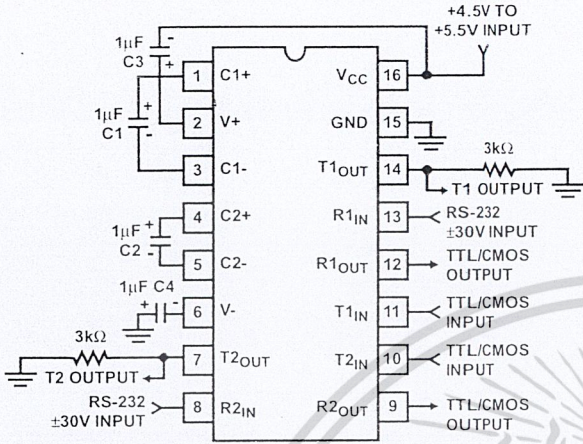 +4.5V TO
+5.5V INPUT
1μF
C3
-
+
1 C1+
VCC 16
1μF
C1
+
-
2 V+
GND 15
3 C1-
T1OUT 14
3kΩ
T1 OUTPUT
4 C2+
R1IN 13
RS-232
±30V INPUT
1μF
C2
+
-
5 C2-
R1OUT 12
TTL/CMOS
OUTPUT
1μF C4
+ -
6 V-
T1IN 11
TTL/CMOS
INPUT
3kΩ
7 T2OUT
T2IN 10
TTL/CMOS
INPUT
T2 OUTPUT
RS-232
±30V INPUT
8 R2IN
R2OUT 9
TTL/CMOS
OUTPUT